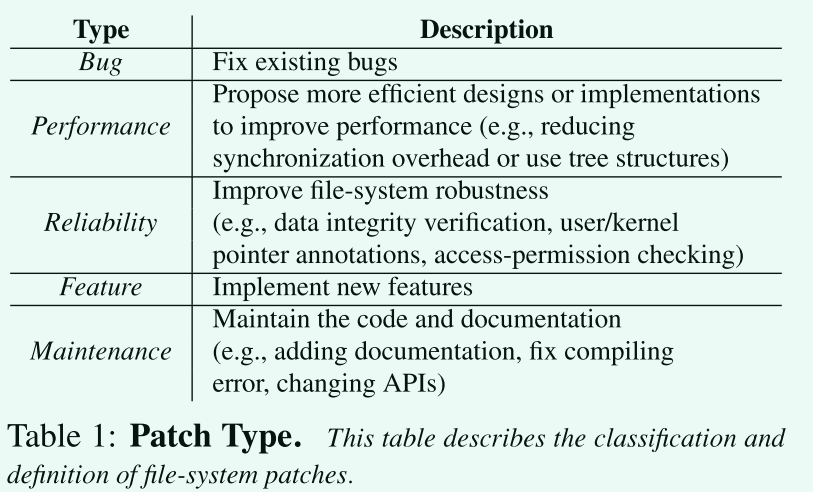 Type Description
Bug Fix existing bugs
Propose more efficient designs or implementations
Performance to improve performance (e.g., reducing
synchronization overhead or use tree structures)
Improve file-system robustness
Reliability (e.g., data integrity verification, user/kernel
pointer annotations, access-permission checking)
Feature Implement new features
Maintain the code and documentation
Maintenance (e.g., adding documentation, fix compiling
error, changing APIs)
Table 1: Patch Type. This table describes the classification and
definition of file-system patches.